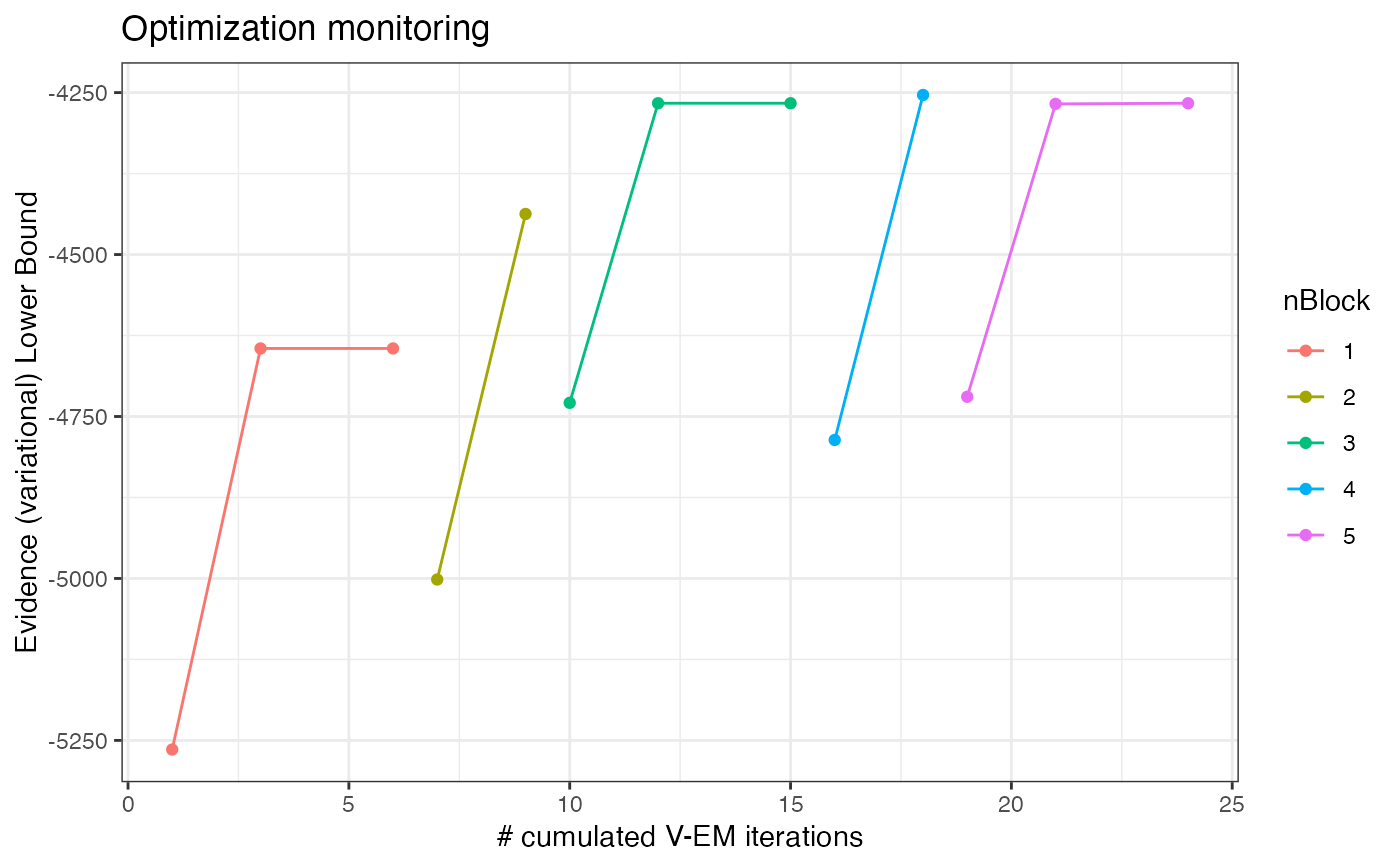 Optimization monitoring
Evidence (variational) Lower Bound
-4250
-4500
-4750
-5000
-5250
0 5 10 15 20 25
# cumulated V-EM iterations
nBlock
1
2
3
4
5